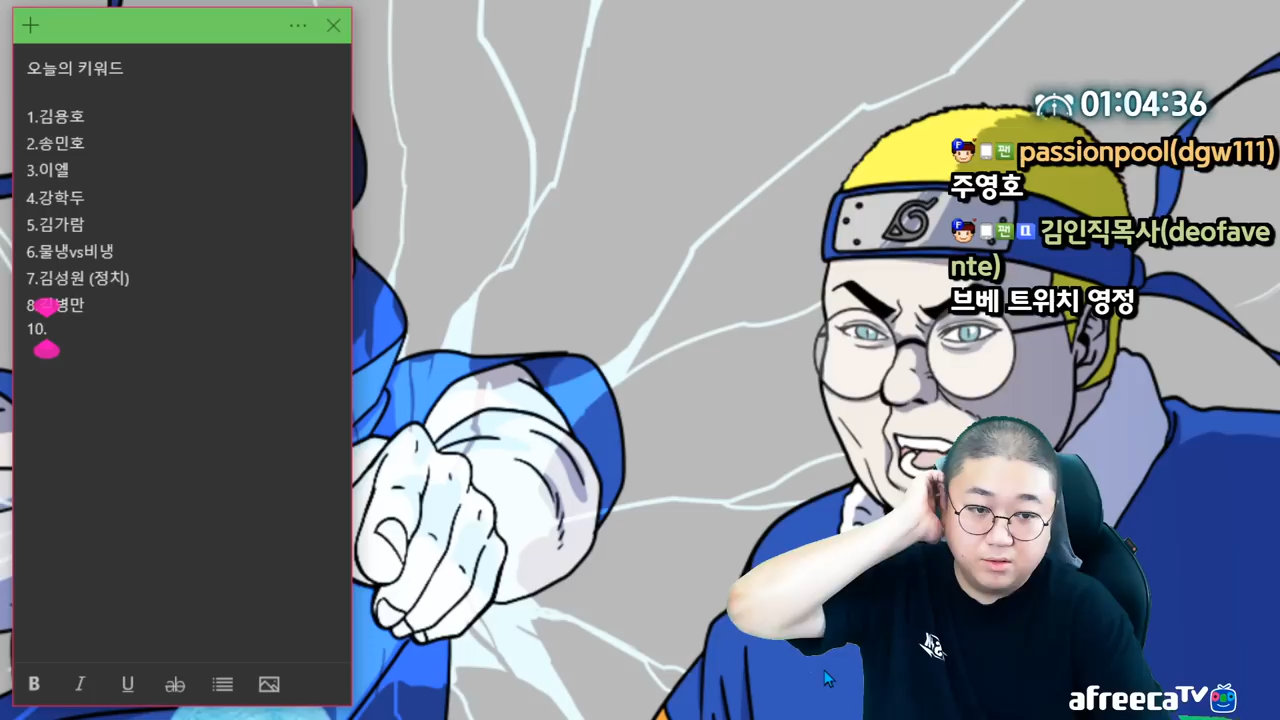 오늘의 키워드
1.김용호
2.송민호
3.이엘
4.강학두
5.김가람
6.물냉vs비냉
7.김성원 (정치)
8.김병만
10.
B I U ab
01:04:36
passionpool(dgw111)
주영호
김인직목사(deofave
nte)
브베 트위치 영정
afreecaTV